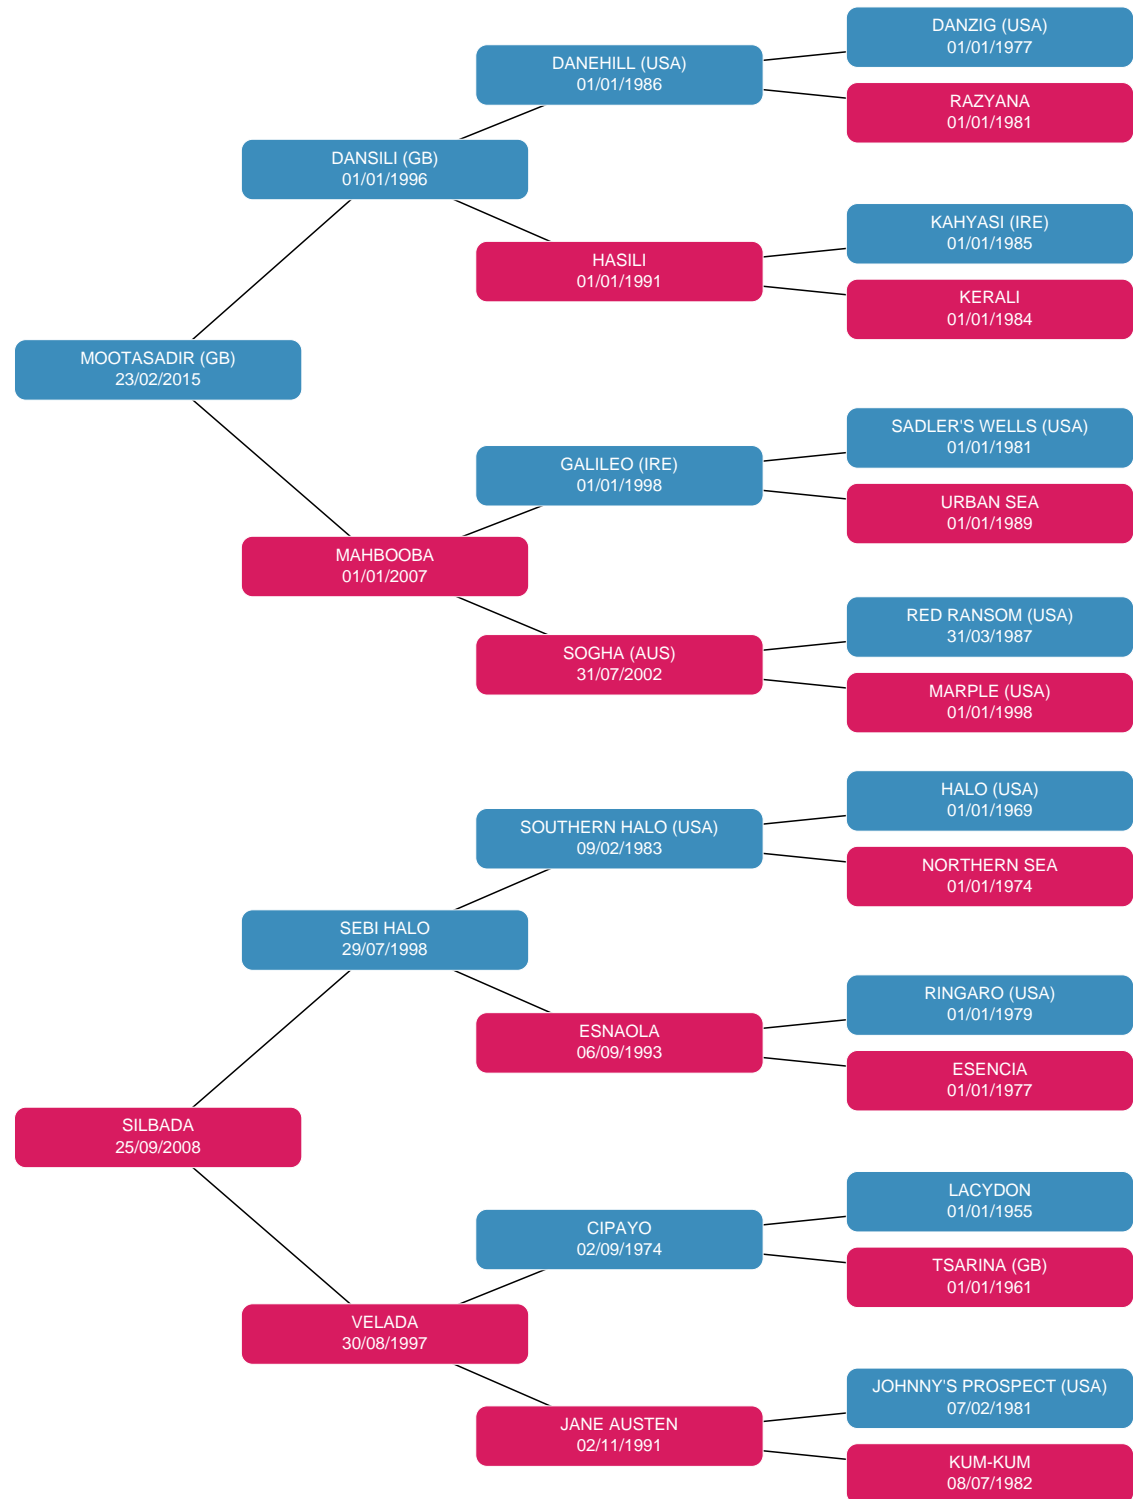 DANZIG (USA)
01/01/1977
DANEHILL (USA)
01/01/1986
RAZYANA
01/01/1981
DANSILI (GB)
01/01/1996
KAHYASI (IRE)
01/01/1985
HASILI
01/01/1991
KERALI
01/01/1984
MOOTASADIR (GB)
23/02/2015
SADLER'S WELLS (USA)
01/01/1981
GALILEO (IRE)
01/01/1998
URBAN SEA
01/01/1989
MAHBOOBA
01/01/2007
RED RANSOM (USA)
31/03/1987
SOGHA (AUS)
31/07/2002
MARPLE (USA)
01/01/1998
HALO (USA)
01/01/1969
SOUTHERN HALO (USA)
09/02/1983
NORTHERN SEA
01/01/1974
SEBI HALO
29/07/1998
RINGARO (USA)
01/01/1979
ESNAOLA
06/09/1993
ESENCIA
01/01/1977
SILBADA
25/09/2008
LACYDON
01/01/1955
CIPAYO
02/09/1974
TSARINA (GB)
01/01/1961
VELADA
30/08/1997
JOHNNY'S PROSPECT (USA)
07/02/1981
JANE AUSTEN
02/11/1991
KUM-KUM
08/07/1982